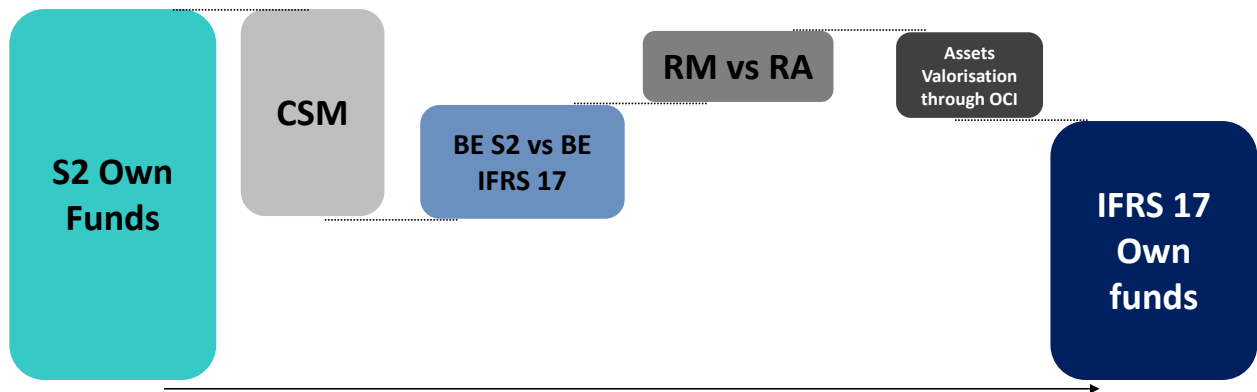 S2 Own
Funds
CSM
BE S2 vs BE
IFRS 17
RM vs RA
Assets
Valorisation
through OCI
IFRS 17
Own
funds